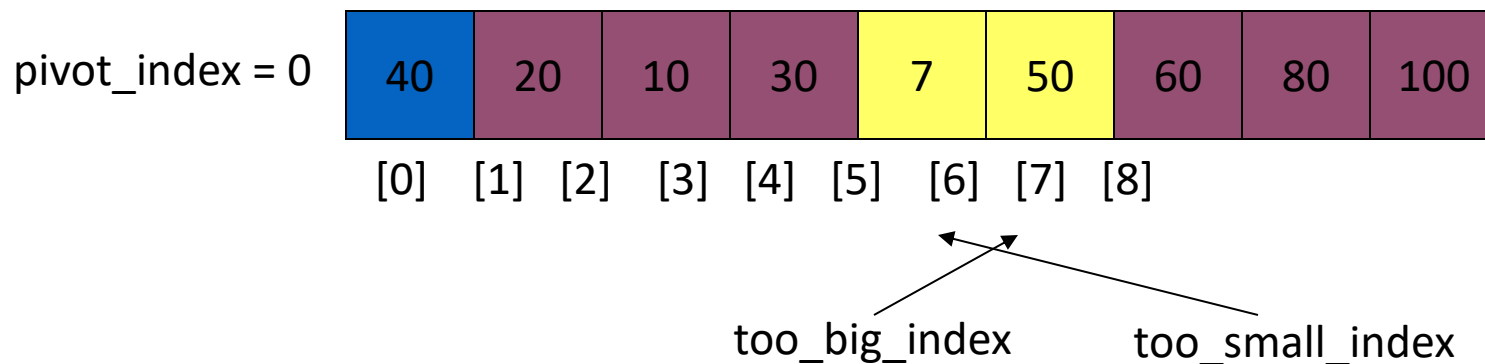 pivot_index = 0 40 20 10 30 7 50 60 80 100
[0] [1] [2] [3] [4] [5] [6] [7] [8]
too_big_index too_small_index